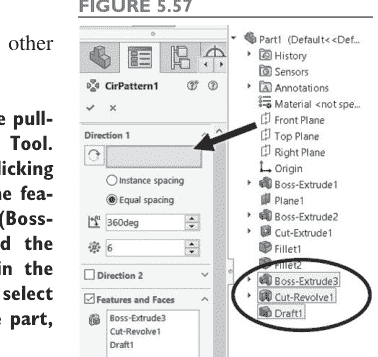 FIGURE 5.57
other
e pull-
Tool.
licking
ne fea-
(Boss-
d the
in the
select
e part,
CirPattern1
Direction 1
Instance spacing
Equal spacing
360deg
6
Direction 2
Features and Faces
Boss-Extrude3
Cut-Revolve1
Draft1
Part1 (Default<<Def...
History
Sensors
Annotations
Material <not spe...
Front Plane
Top Plane
Right Plane
Origin
Boss-Extrude1
Plane1
Boss-Extrude2
Cut-Extrude1
Fillet1
Fillet2
Boss-Extrude3
Cut-Revolve1
Draft1